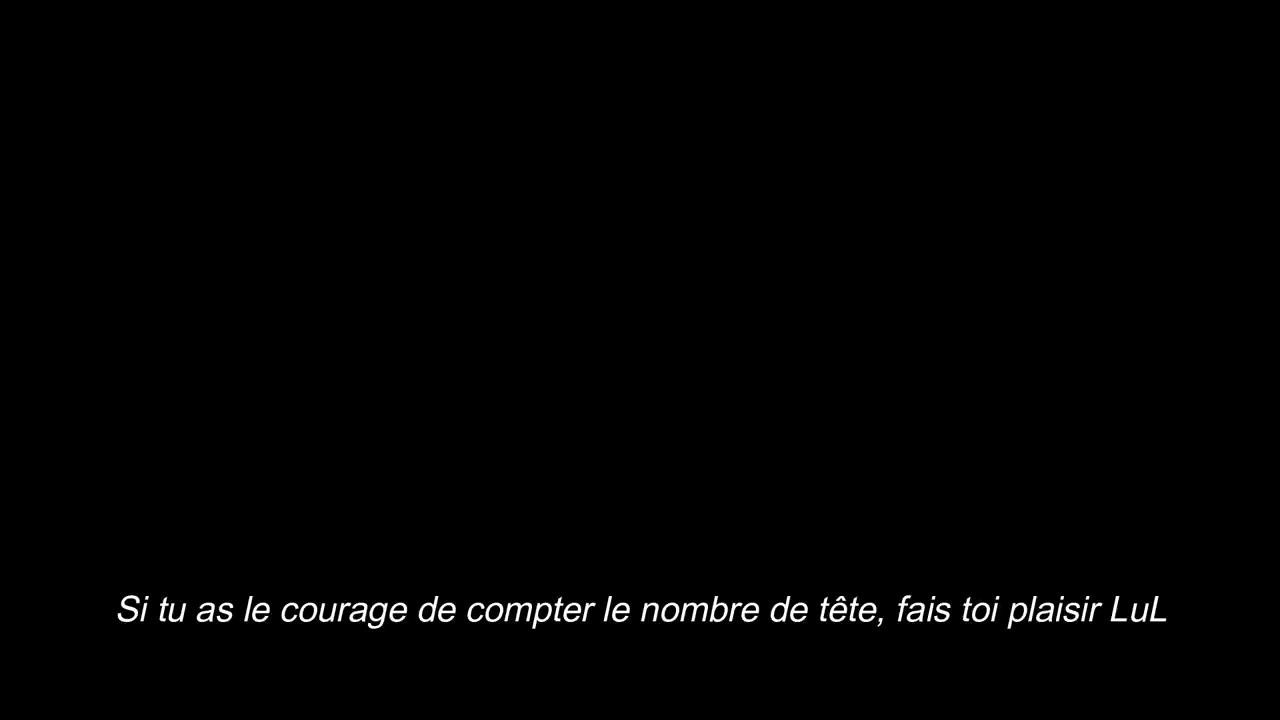 Si tu as le courage de compter le nombre de tête, fais toi plaisir LuL